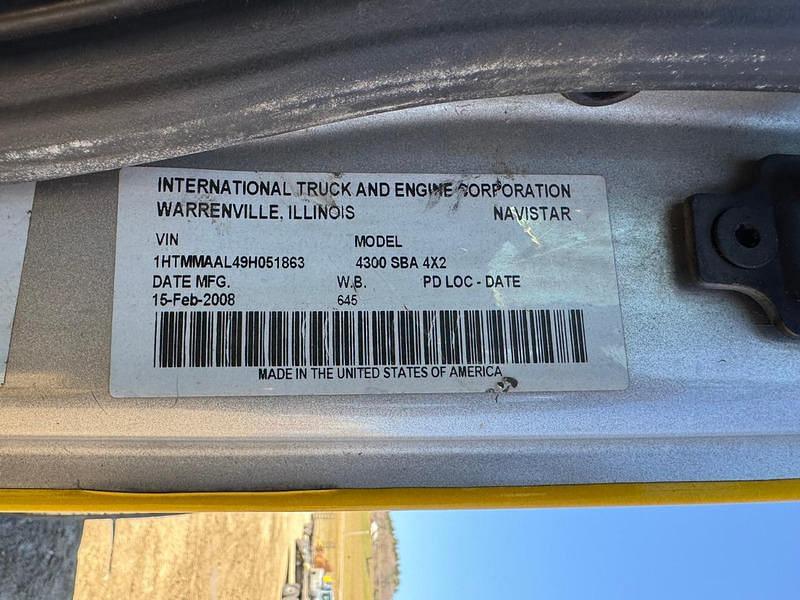 INTERNATIONAL TRUCK AND ENGINE CORPORATION
WARRENVILLE, ILLINOIS NAVISTAR
VIN MODEL
1HTMMAAL49H051863 4300 SBA 4X2
DATE MFG. W.B. PD LOC - DATE
15-Feb-2008 645
MADE IN THE UNITED STATES OF AMERICA